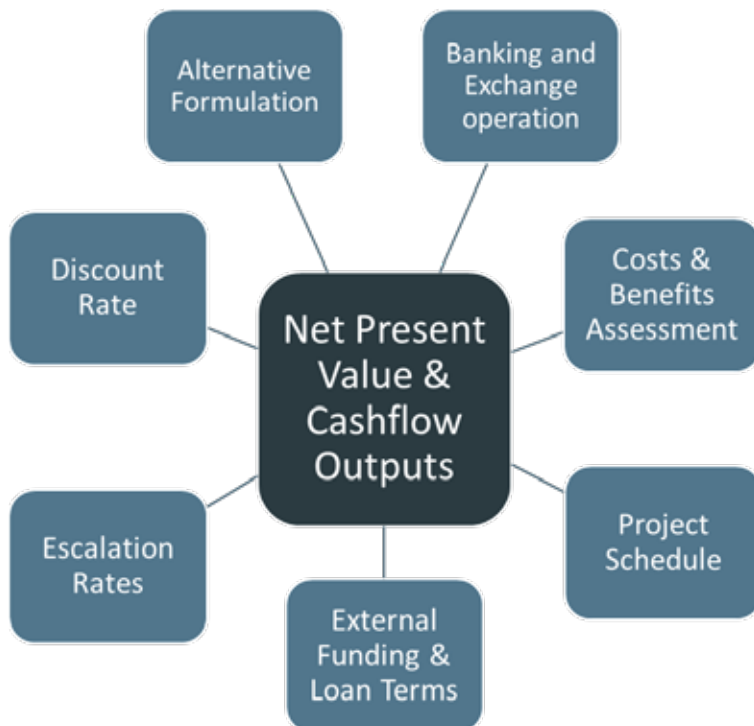 Alternative
Formulation
Banking and
Exchange
operation
Discount
Rate
Costs &
Benefits
Assessment
Net Present
Value &
Cashflow
Outputs
Escalation
Rates
Project
Schedule
External
Funding &
Loan Terms